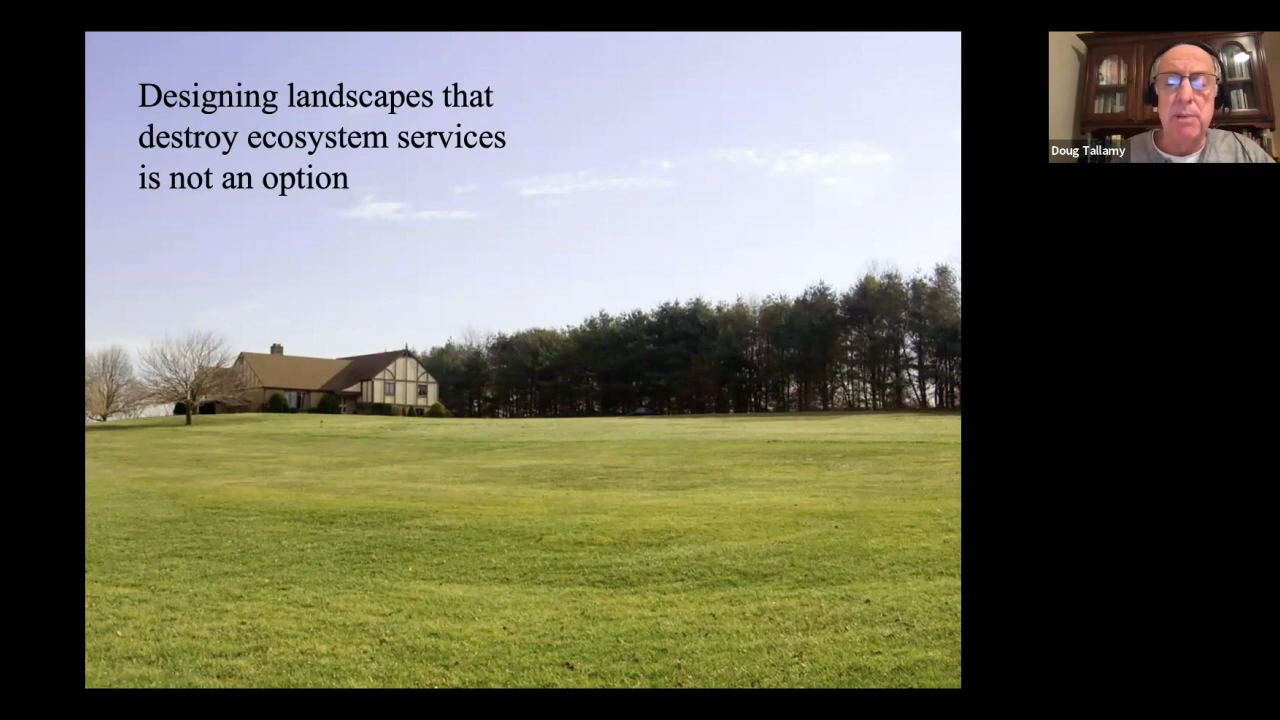 Designing landscapes that
destroy ecosystem services
is not an option
Doug Tallamy